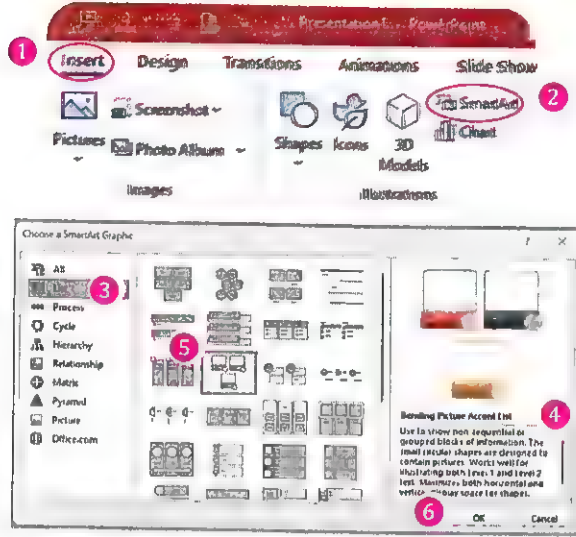 Presentation1 - PowerPoint
1
Insert Design Transitions Animations Slide Show
Pictures
Screenshot
Photo Album
Images
Shapes
Icons
3D
Models
SmartArt
2
Chart
Illustrations
Choose a SmartArt Graphic
? ×
All
3
Process
Cycle
Hierarchy
Relationship
Matrix
Pyramid
Picture
Office.com
5
Bending Picture Accent List
4
Use to show non-sequential or
grouped blocks of information. The
small circular shapes are designed to
contain pictures. Works well for
illustrating both Level 1 and Level 2
text. Maximizes both horizontal and
vertical display space for shapes.
6
OK Cancel